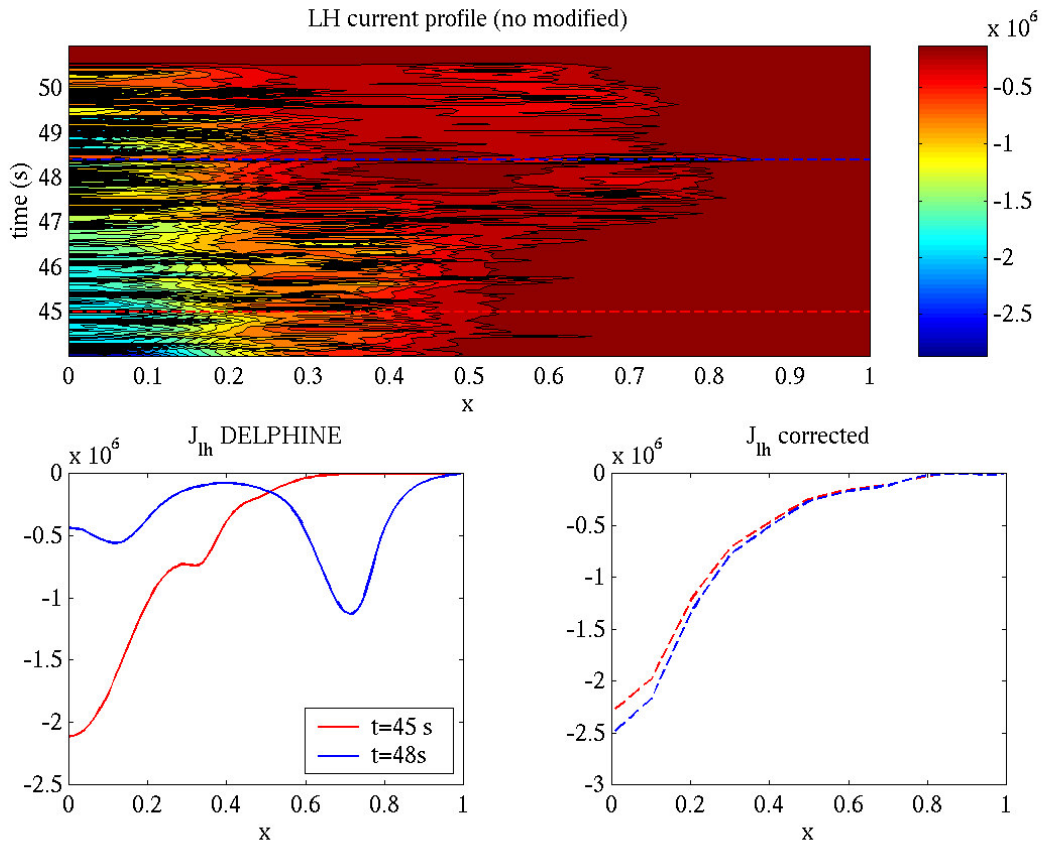 LH current profile (no modified)
x 10^6
50
49
48
47
46
45
time (s)
0 0.1 0.2 0.3 0.4 0.5 0.6 0.7 0.8 0.9 1
x
-0.5
-1
-1.5
-2
-2.5
J_lh DELPHINE
x 10^6
0
-0.5
-1
-1.5
-2
-2.5
0 0.2 0.4 0.6 0.8 1
x
t=45 s
t=48s
J_lh corrected
x 10^6
0
-0.5
-1
-1.5
-2
-2.5
-3
0 0.2 0.4 0.6 0.8 1
x